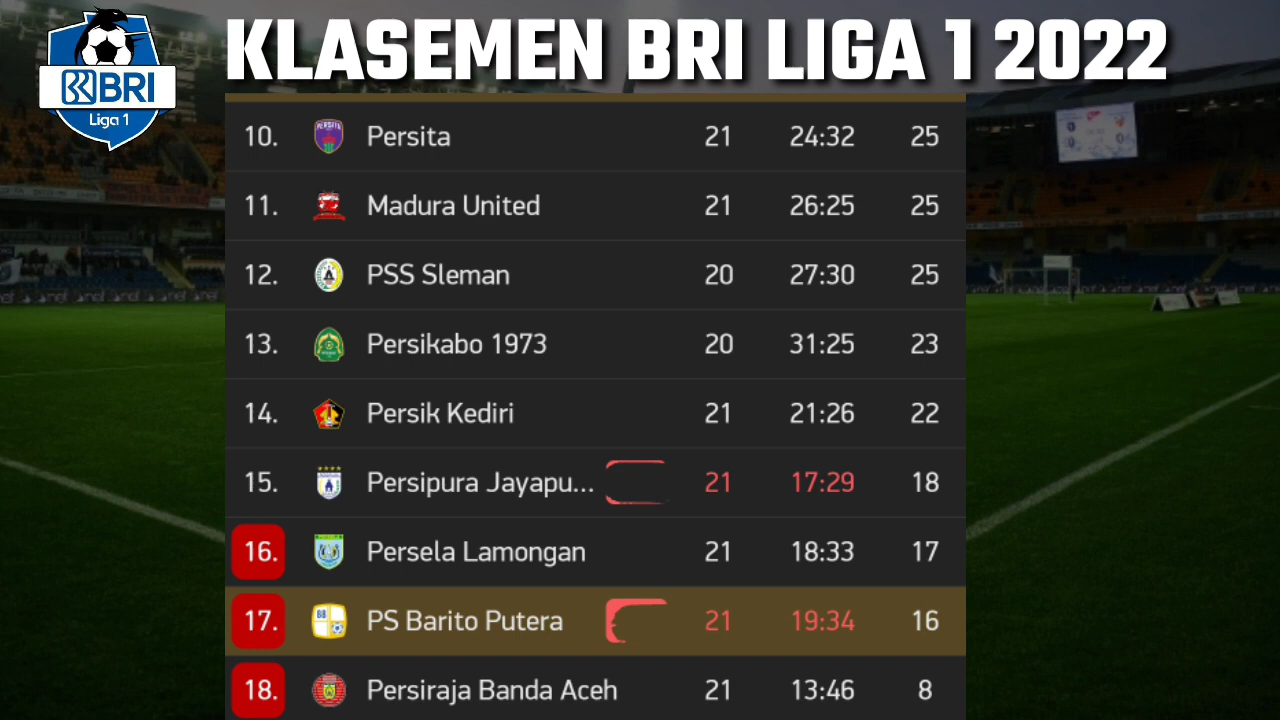 KLASEMEN BRI LIGA 1 2022
BRI
Liga 1
10. PERSITA Persita 21 24:32 25
11. Madura United 21 26:25 25
12. PSS Sleman 20 27:30 25
13. Persikabo 1973 20 31:25 23
14. Persik Kediri 21 21:26 22
15. Persipura Jayapu... 21 17:29 18
16. Persela Lamongan 21 18:33 17
17. PS Barito Putera 21 19:34 16
18. Persiraja Banda Aceh 21 13:46 8